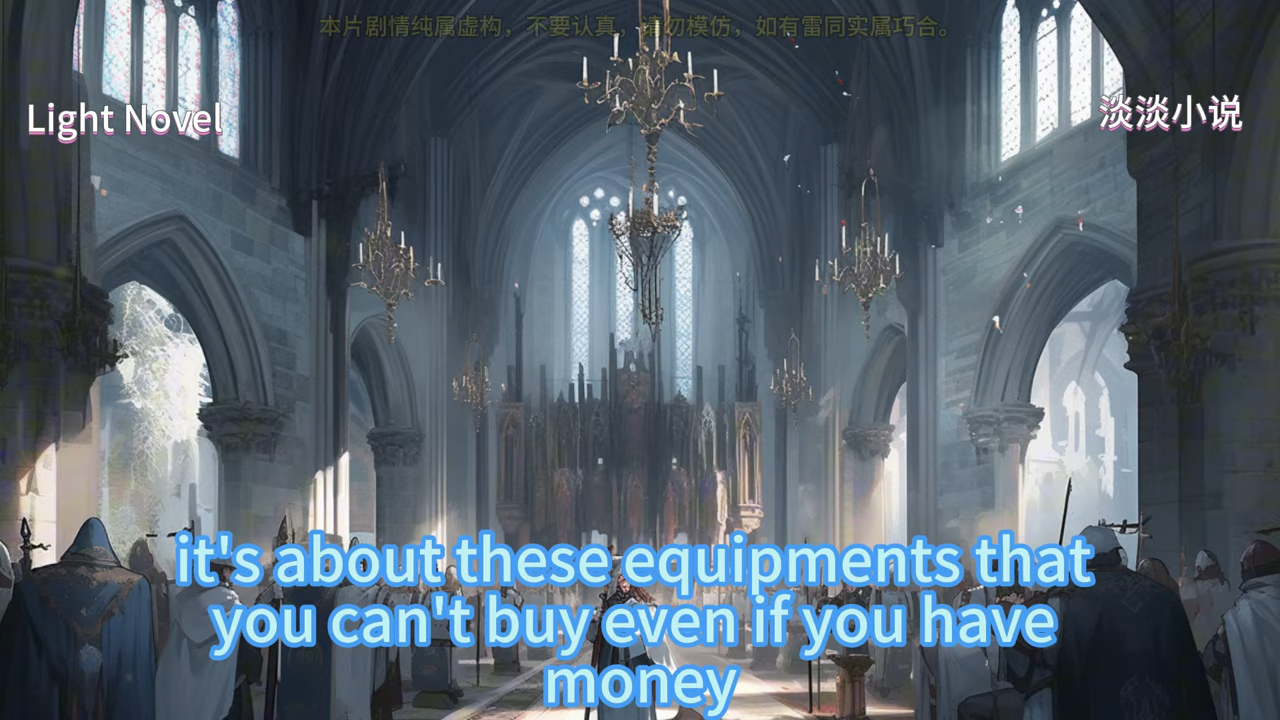 本片剧情纯属虚构，不要认真，请勿模仿，如有雷同实属巧合。
Light Novel
淡淡小说
it's about these equipments that
you can't buy even if you have
money